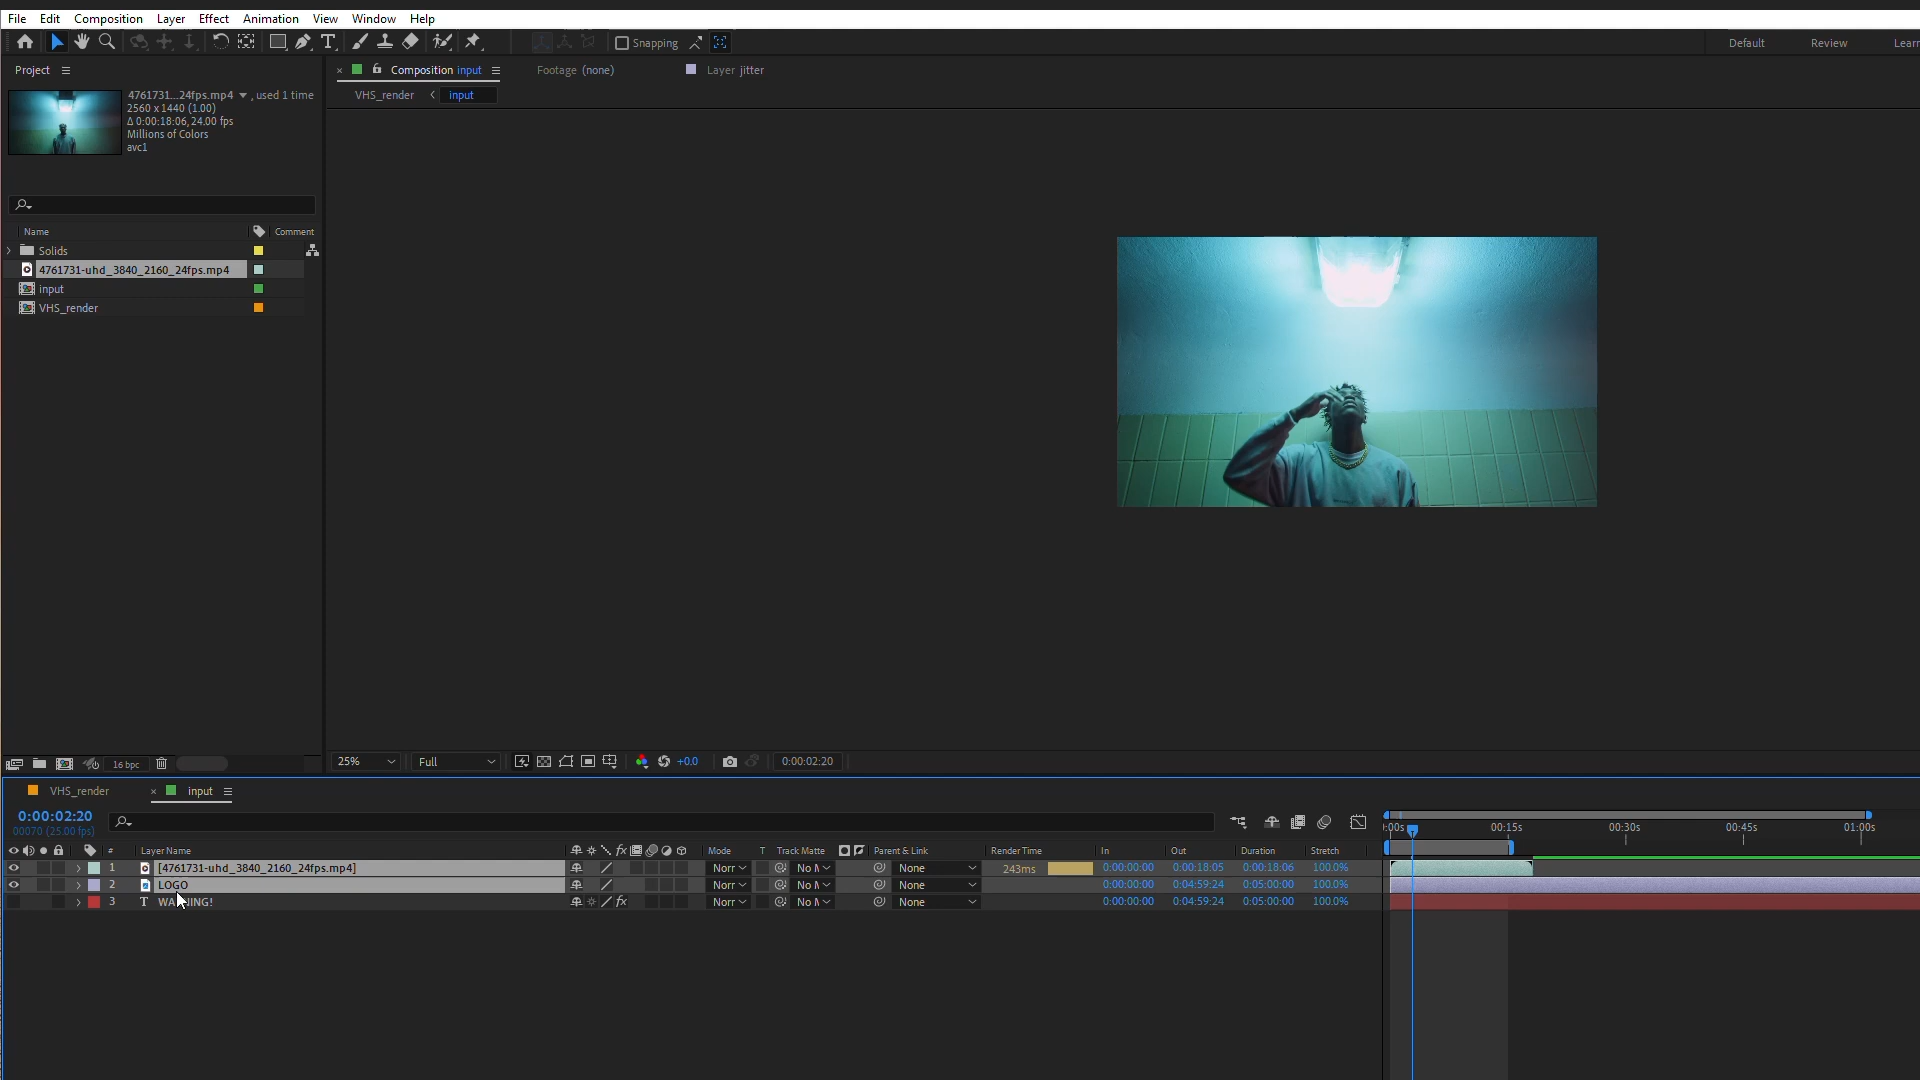 File Edit Composition Layer Effect Animation View Window Help
Snapping Default Review Learn
Project
4761731...24fps.mp4 , used 1 time
2560 x 1440 (1.00)
Δ 0:00:18:06, 24.00 fps
Millions of Colors
avc1
Composition input Footage (none) Layer jitter
VHS_render input
Name Comment
Solids
4761731-uhd_3840_2160_24fps.mp4
input
VHS_render
16 bpc
25% Full +0.0 0:00:02:20
VHS_render input
0:00:02:20
00070 (25.00 fps)
:00s 00:15s 00:30s 00:45s 01:00s
# Layer Name fx Mode T Track Matte Parent & Link Render Time In Out Duration Stretch
1 [4761731-uhd_3840_2160_24fps.mp4] Norr No None 243ms 0:00:00:00 0:00:18:05 0:00:18:06 100.0%
2 LOGO Norr No None 0:00:00:00 0:04:59:24 0:05:00:00 100.0%
3 T WARNING! fx Norr No None 0:00:00:00 0:04:59:24 0:05:00:00 100.0%